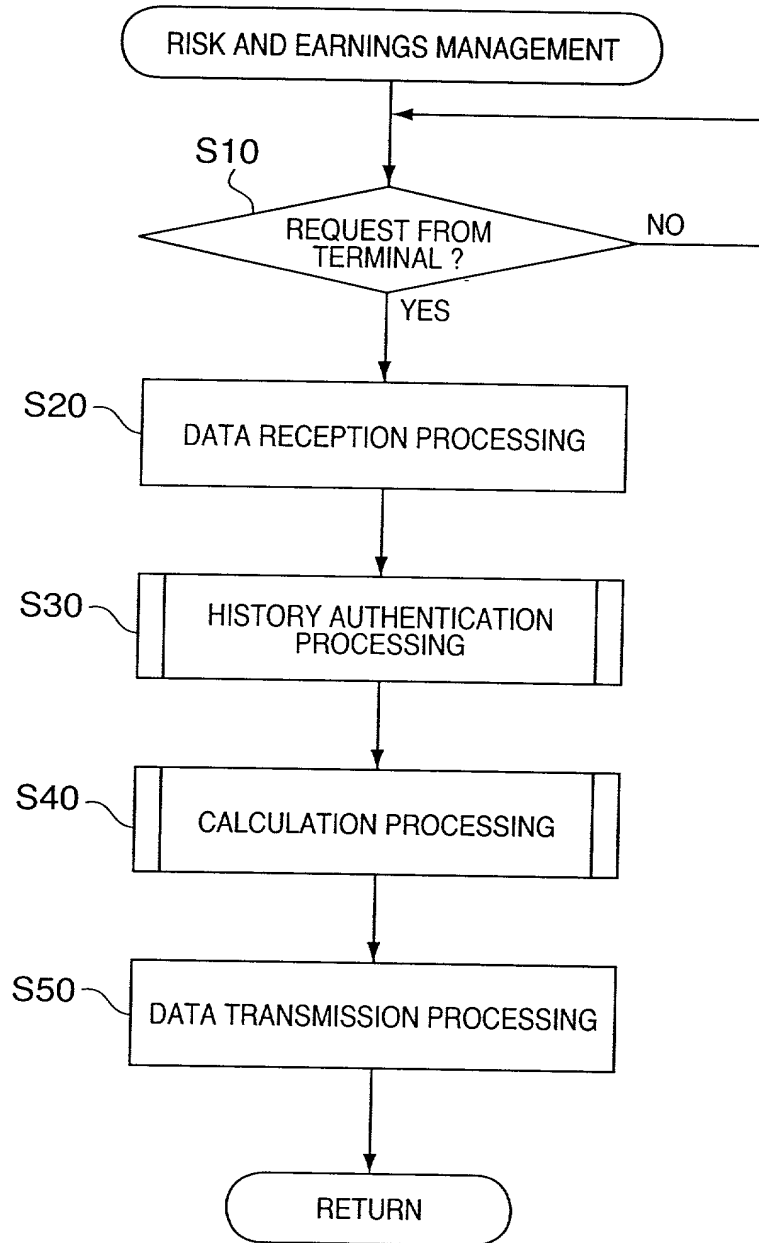 RISK AND EARNINGS MANAGEMENT
S10
REQUEST FROM
TERMINAL ?
NO
YES
S20
DATA RECEPTION PROCESSING
S30
HISTORY AUTHENTICATION
PROCESSING
S40
CALCULATION PROCESSING
S50
DATA TRANSMISSION PROCESSING
RETURN